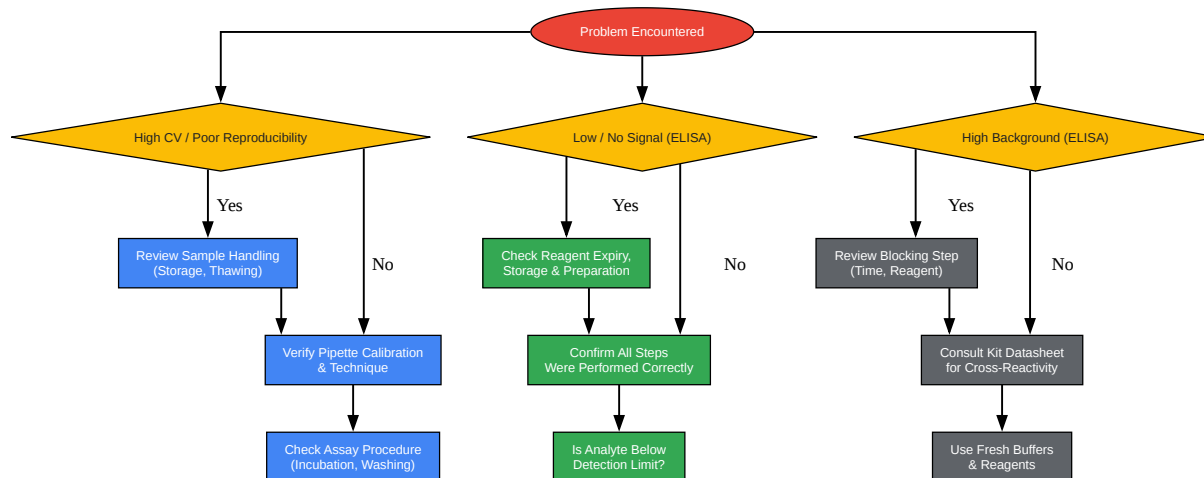 Problem Encountered
High CV / Poor Reproducibility
Low / No Signal (ELISA)
High Background (ELISA)
Yes
Yes
Yes
Review Sample Handling
(Storage, Thawing)
Check Reagent Expiry,
Storage & Preparation
Review Blocking Step
(Time, Reagent)
No
No
No
Verify Pipette Calibration
& Technique
Confirm All Steps
Were Performed Correctly
Consult Kit Datasheet
for Cross-Reactivity
Check Assay Procedure
(Incubation, Washing)
Is Analyte Below
Detection Limit?
Use Fresh Buffers
& Reagents